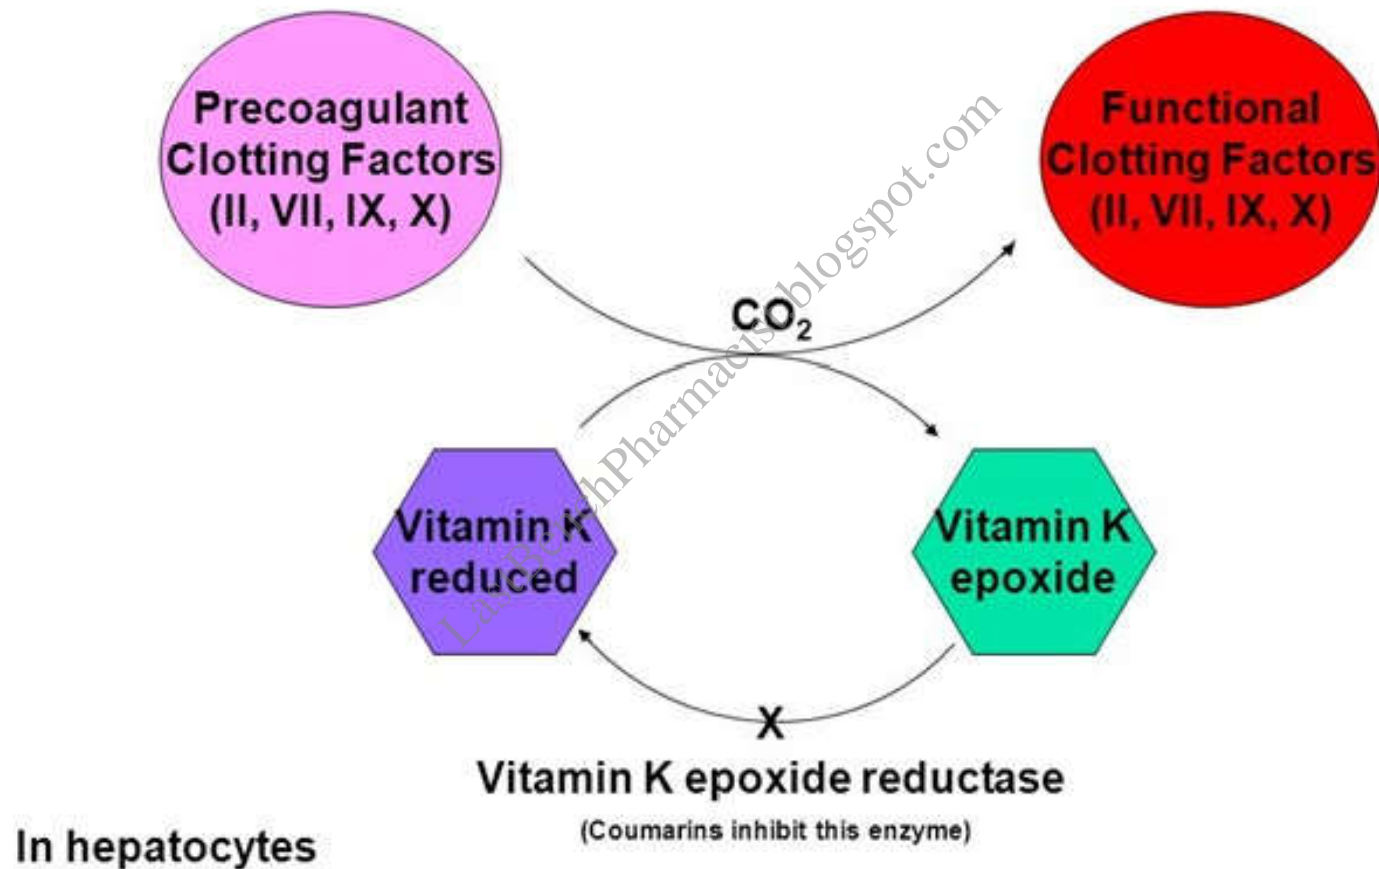 Precoagulant
Clotting Factors
(II, VII, IX, X)
Functional
Clotting Factors
(II, VII, IX, X)
CO₂
Vitamin K
reduced
Vitamin K
epoxide
X
Vitamin K epoxide reductase
(Coumarins inhibit this enzyme)
In hepatocytes